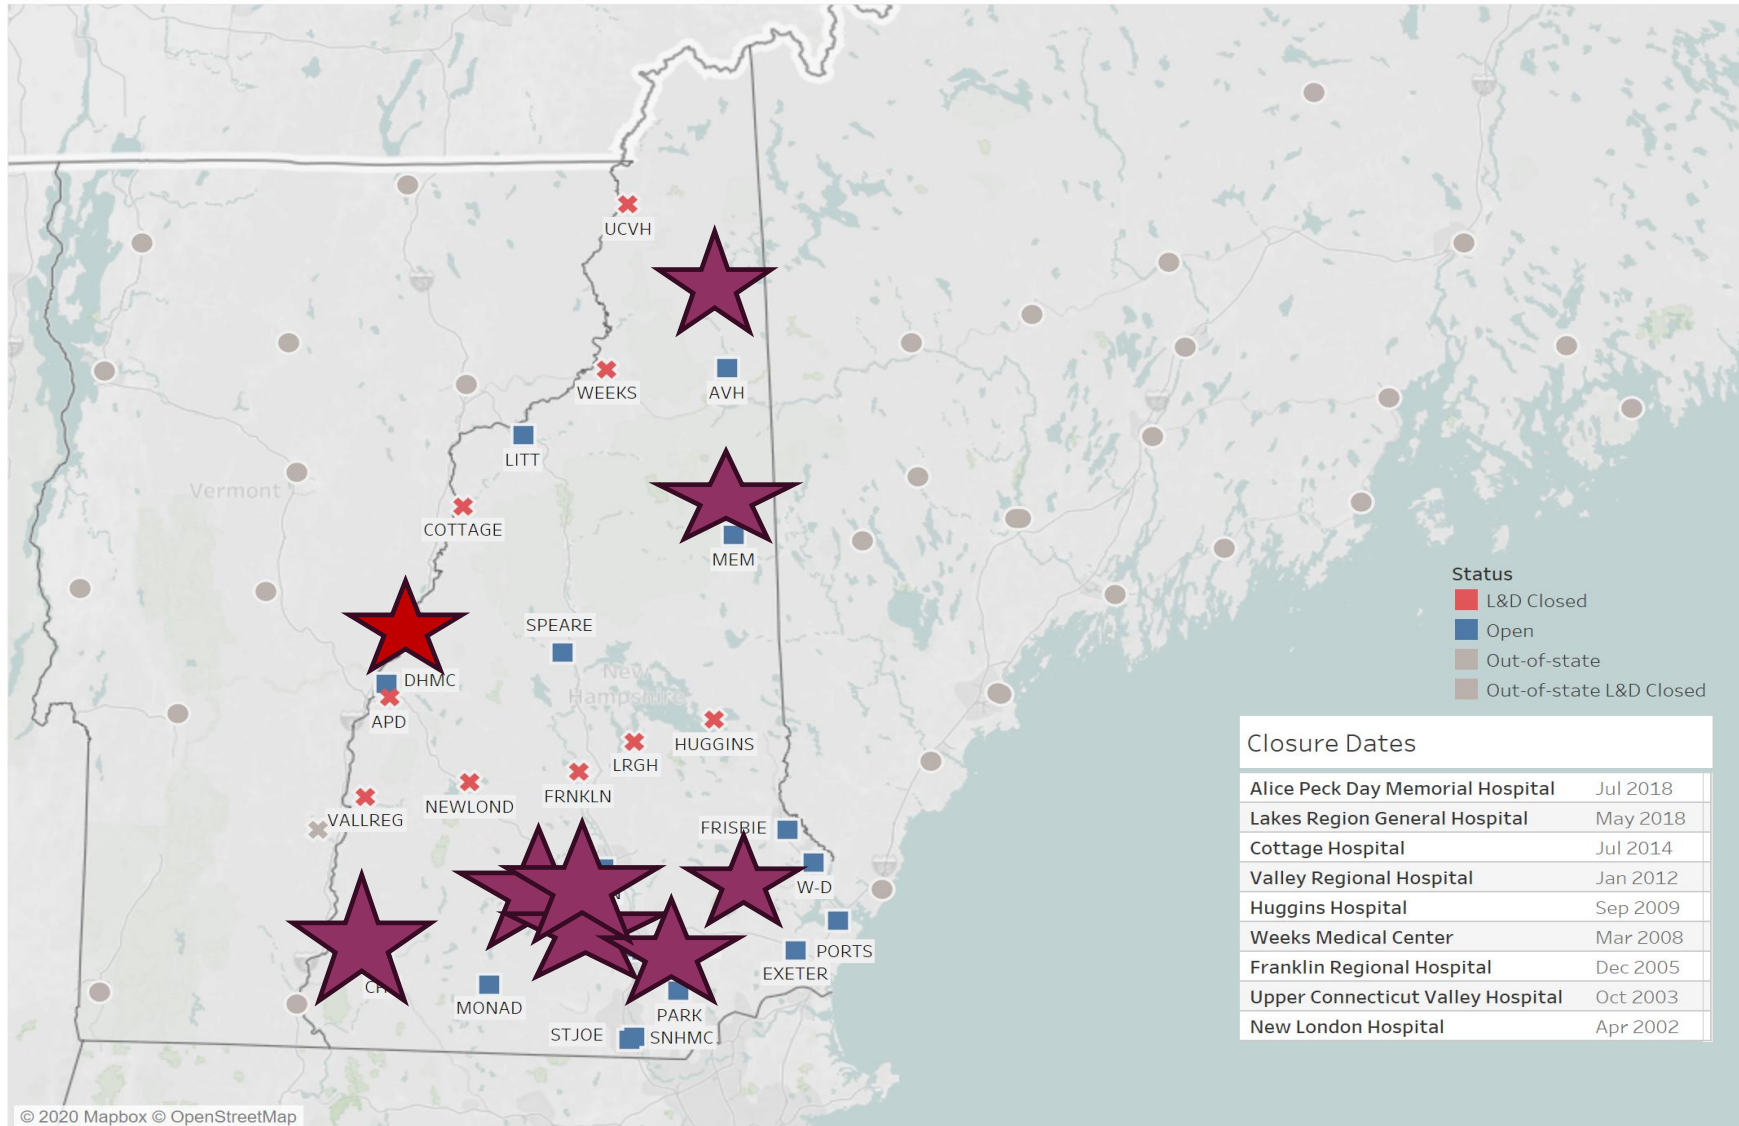 UCVH
WEEKS
AVH
LITT
Vermont
COTTAGE
MEM
SPEARE
DHMC
New
Hampshire
APD
HUGGINS
LRGH
FRNKLN
NEWLOND
VALLREG
FRISBIE
W-D
PORTS
EXETER
MONAD
PARK
STJOE
SNHMC
Status
L&D Closed
Open
Out-of-state
Out-of-state L&D Closed
Closure Dates
Alice Peck Day Memorial Hospital Jul 2018
Lakes Region General Hospital May 2018
Cottage Hospital Jul 2014
Valley Regional Hospital Jan 2012
Huggins Hospital Sep 2009
Weeks Medical Center Mar 2008
Franklin Regional Hospital Dec 2005
Upper Connecticut Valley Hospital Oct 2003
New London Hospital Apr 2002
© 2020 Mapbox © OpenStreetMap